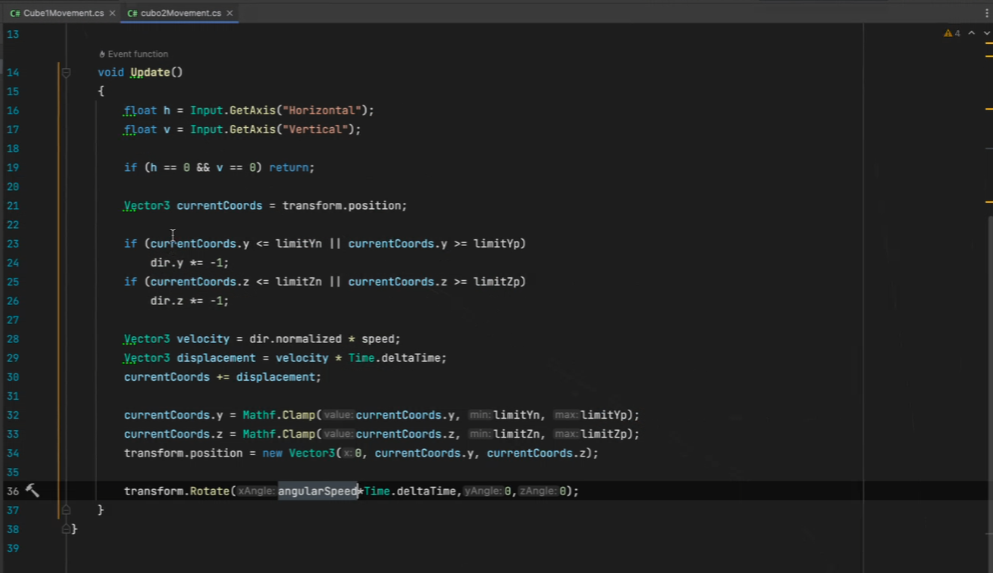 C# Cube1Movement.cs × C# cubo2Movement.cs ×
13
4
Event function
14 void Update()
15 {
16 float h = Input.GetAxis("Horizontal");
17 float v = Input.GetAxis("Vertical");
18
19 if (h == 0 && v == 0) return;
20
21 Vector3 currentCoords = transform.position;
22
23 if (currentCoords.y <= limitYn || currentCoords.y >= limitYp)
24 dir.y *= -1;
25 if (currentCoords.z <= limitZn || currentCoords.z >= limitZp)
26 dir.z *= -1;
27
28 Vector3 velocity = dir.normalized * speed;
29 Vector3 displacement = velocity * Time.deltaTime;
30 currentCoords += displacement;
31
32 currentCoords.y = Mathf.Clamp(value: currentCoords.y, min: limitYn, max: limitYp);
33 currentCoords.z = Mathf.Clamp(value: currentCoords.z, min: limitZn, max: limitZp);
34 transform.position = new Vector3(x: 0, currentCoords.y, currentCoords.z);
35
36 transform.Rotate(xAngle: angularSpeed*Time.deltaTime, yAngle: 0, zAngle: 0);
37 }
38 }
39